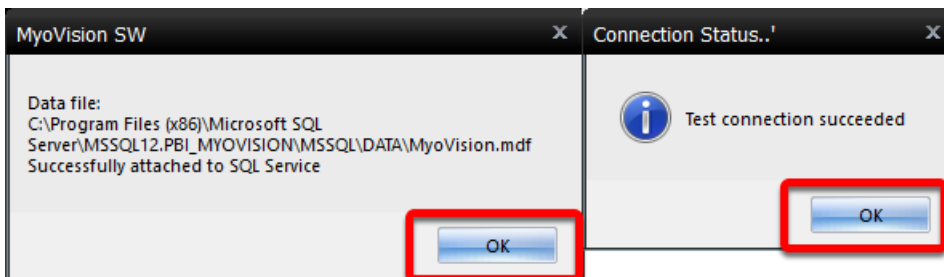 MyoVision SW
x
Data file:
C:\Program Files (x86)\Microsoft SQL
Server\MSSQL12.PBI_MYOVISION\MSSQL\DATA\MyoVision.mdf
Successfully attached to SQL Service
OK
Connection Status..'
x
Test connection succeeded
OK